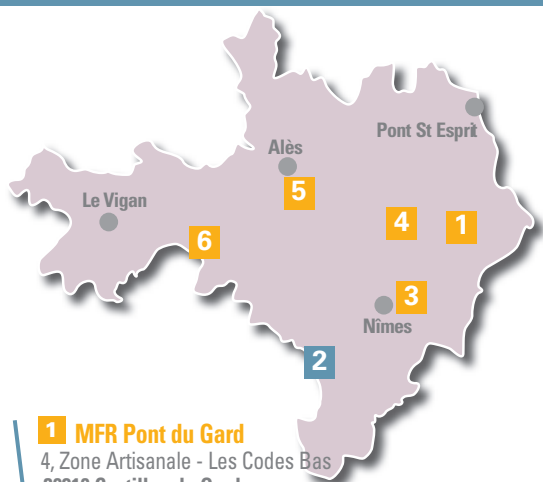 Pont St Esprit
Alès
5
Le Vigan
4
1
6
3
Nîmes
2
1 MFR Pont du Gard
4, Zone Artisanale - Les Codes Bas